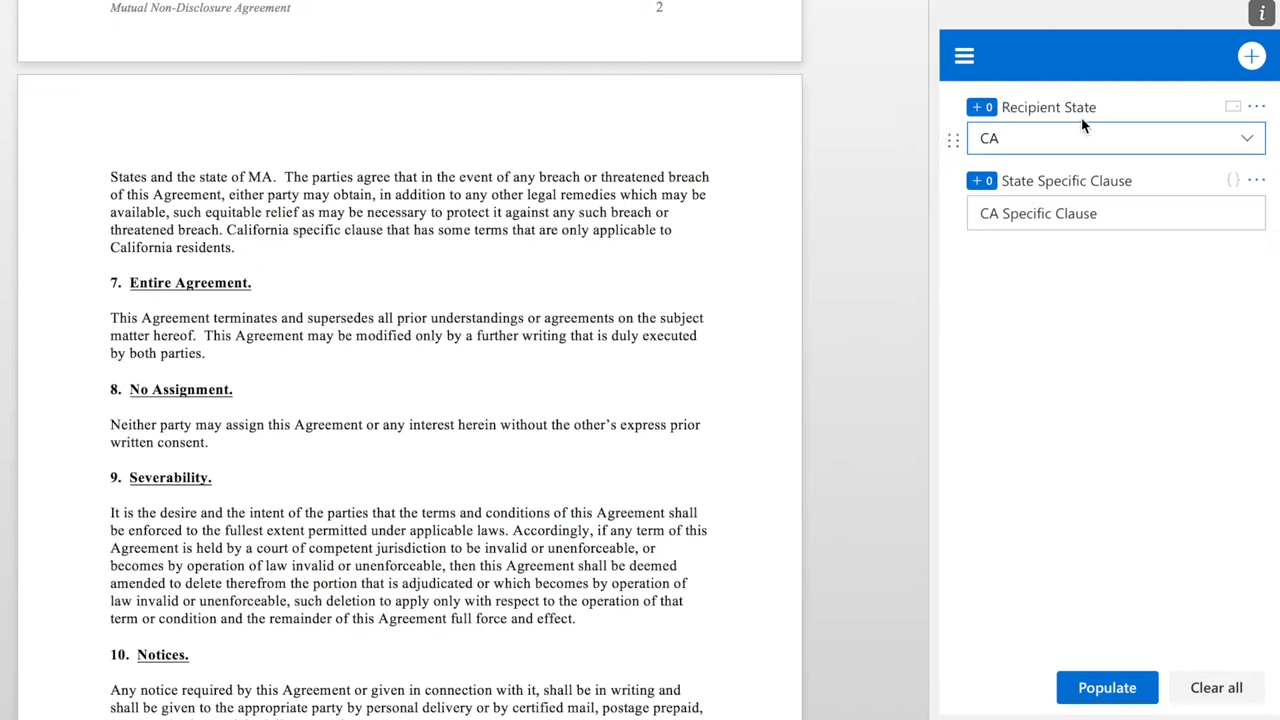 Mutual Non-Disclosure Agreement 2
States and the state of MA.  The parties agree that in the event of any breach or threatened breach
of this Agreement, either party may obtain, in addition to any other legal remedies which may be
available, such equitable relief as may be necessary to protect it against any such breach or
threatened breach. California specific clause that has some terms that are only applicable to
California residents.
7.  Entire Agreement.
This Agreement terminates and supersedes all prior understandings or agreements on the subject
matter hereof.  This Agreement may be modified only by a further writing that is duly executed
by both parties.
8.  No Assignment.
Neither party may assign this Agreement or any interest herein without the other’s express prior
written consent.
9.  Severability.
It is the desire and the intent of the parties that the terms and conditions of this Agreement shall
be enforced to the fullest extent permitted under applicable laws. Accordingly, if any term of this
Agreement is held by a court of competent jurisdiction to be invalid or unenforceable, or
becomes by operation of law invalid or unenforceable, then this Agreement shall be deemed
amended to delete therefrom the portion that is adjudicated or which becomes by operation of
law invalid or unenforceable, such deletion to apply only with respect to the operation of that
term or condition and the remainder of this Agreement full force and effect.
10.  Notices.
Any notice required by this Agreement or given in connection with it, shall be in writing and
shall be given to the appropriate party by personal delivery or by certified mail, postage prepaid,
i
+ 0 Recipient State
CA
+ 0 State Specific Clause {}
CA Specific Clause
Populate
Clear all